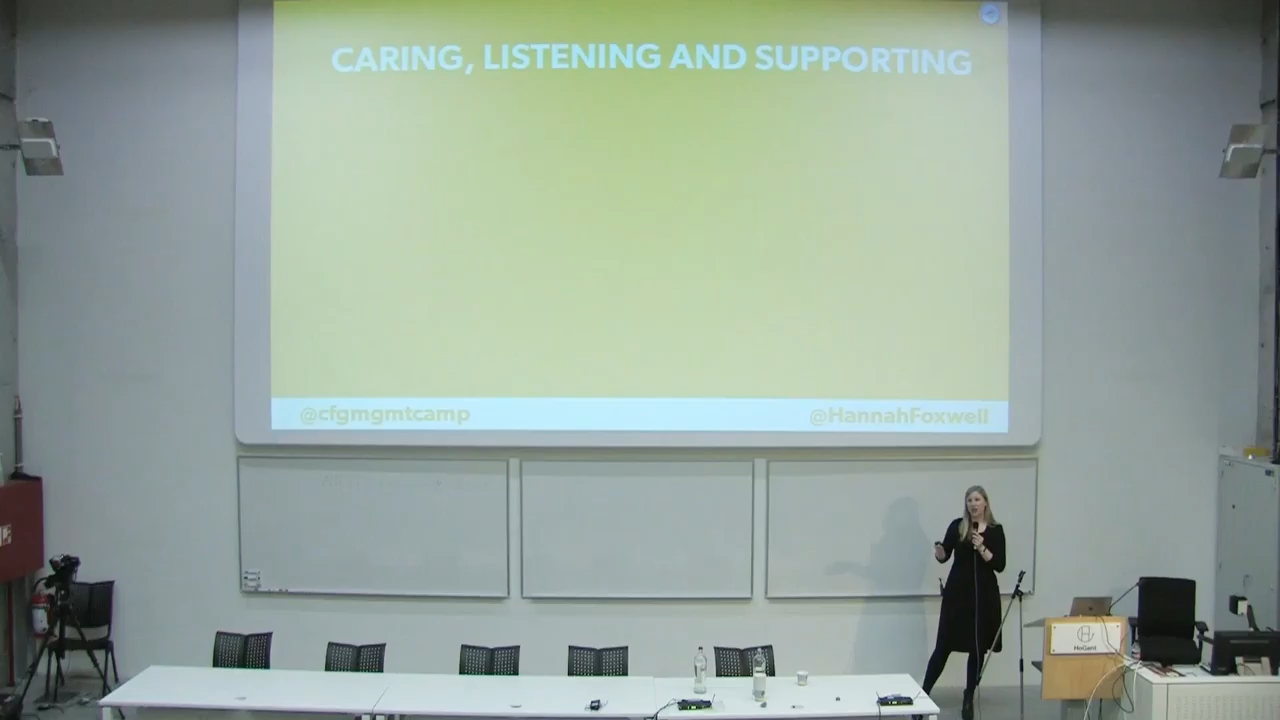 CARING, LISTENING AND SUPPORTING
@cfgmgmtcamp
@HannahFoxwell
HoGent